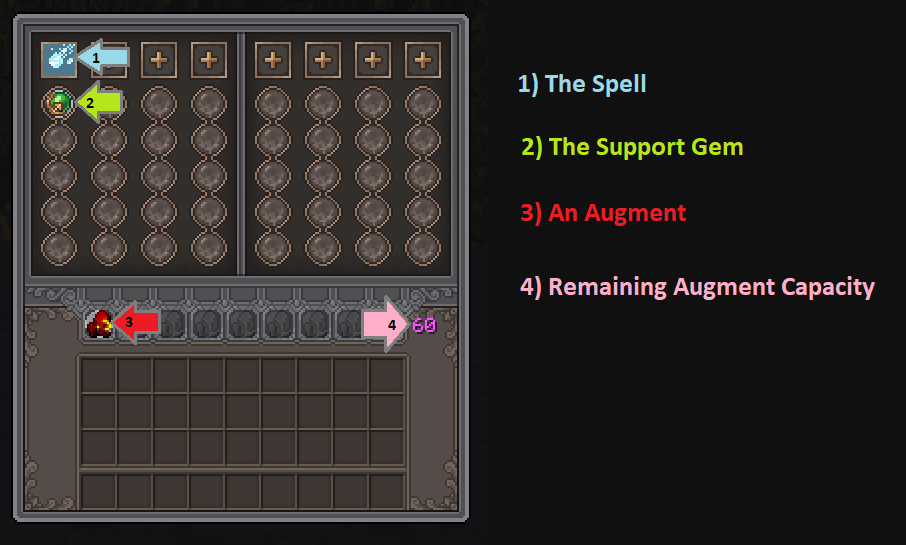 1
2
3
4
60
1) The Spell
2) The Support Gem
3) An Augment
4) Remaining Augment Capacity